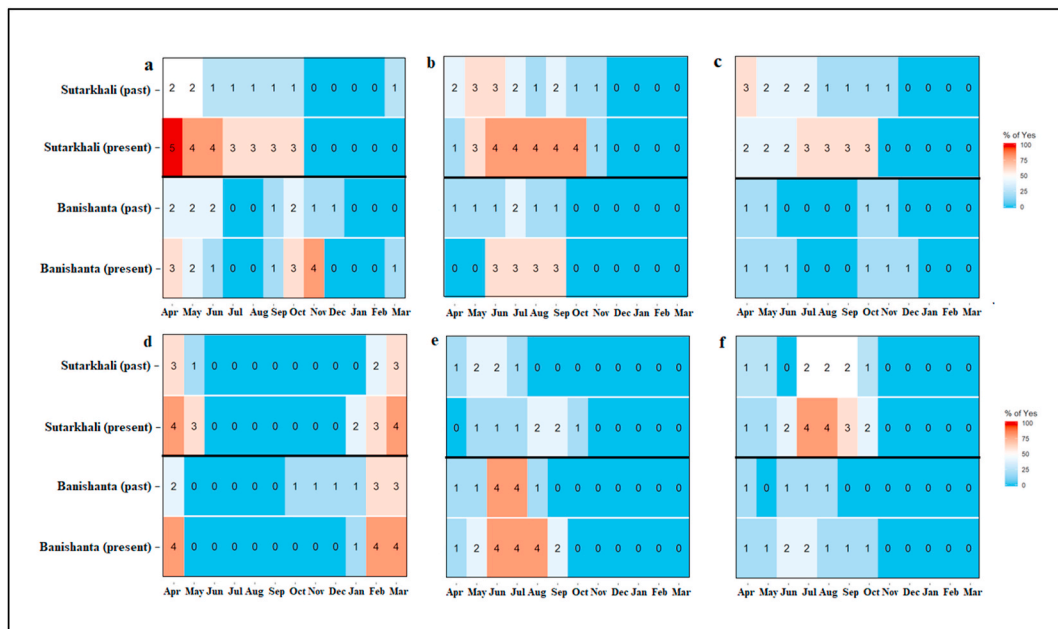 a
b
c
Sutarkhali (past)
2 2 1 1 1 1 1 0 0 0 0 1
2 3 3 2 1 2 1 1 0 0 0 0
3 2 2 2 1 1 1 1 0 0 0 0
Sutarkhali (present)
5 4 4 3 3 3 3 0 0 0 0 0
1 3 4 4 4 4 4 1 0 0 0 0
2 2 2 3 3 3 3 0 0 0 0 0
% of Yes
100
75
50
25
0
Banishanta (past)
2 2 2 0 0 1 2 1 1 0 0 0
1 1 1 2 1 1 0 0 0 0 0 0
1 1 0 0 0 0 1 1 0 0 0 0
Banishanta (present)
3 2 1 0 0 1 3 4 0 0 0 1
0 0 3 3 3 3 0 0 0 0 0 0
1 1 1 0 0 0 1 1 1 0 0 0
Apr May Jun Jul Aug Sep Oct Nov Dec Jan Feb Mar
Apr May Jun Jul Aug Sep Oct Nov Dec Jan Feb Mar
Apr May Jun Jul Aug Sep Oct Nov Dec Jan Feb Mar
d
e
f
Sutarkhali (past)
3 1 0 0 0 0 0 0 0 0 2 3
1 2 2 1 0 0 0 0 0 0 0 0
1 1 0 2 2 2 1 0 0 0 0 0
Sutarkhali (present)
4 3 0 0 0 0 0 0 0 2 3 4
0 1 1 1 2 2 1 0 0 0 0 0
1 1 2 4 4 3 2 0 0 0 0 0
% of Yes
100
75
50
25
0
Banishanta (past)
2 0 0 0 0 0 1 1 1 1 3 3
1 1 4 4 1 0 0 0 0 0 0 0
1 0 1 1 1 0 0 0 0 0 0 0
Banishanta (present)
4 0 0 0 0 0 0 0 0 1 4 4
1 2 4 4 4 2 0 0 0 0 0 0
1 1 2 2 1 1 1 0 0 0 0 0
Apr May Jun Jul Aug Sep Oct Nov Dec Jan Feb Mar
Apr May Jun Jul Aug Sep Oct Nov Dec Jan Feb Mar
Apr May Jun Jul Aug Sep Oct Nov Dec Jan Feb Mar